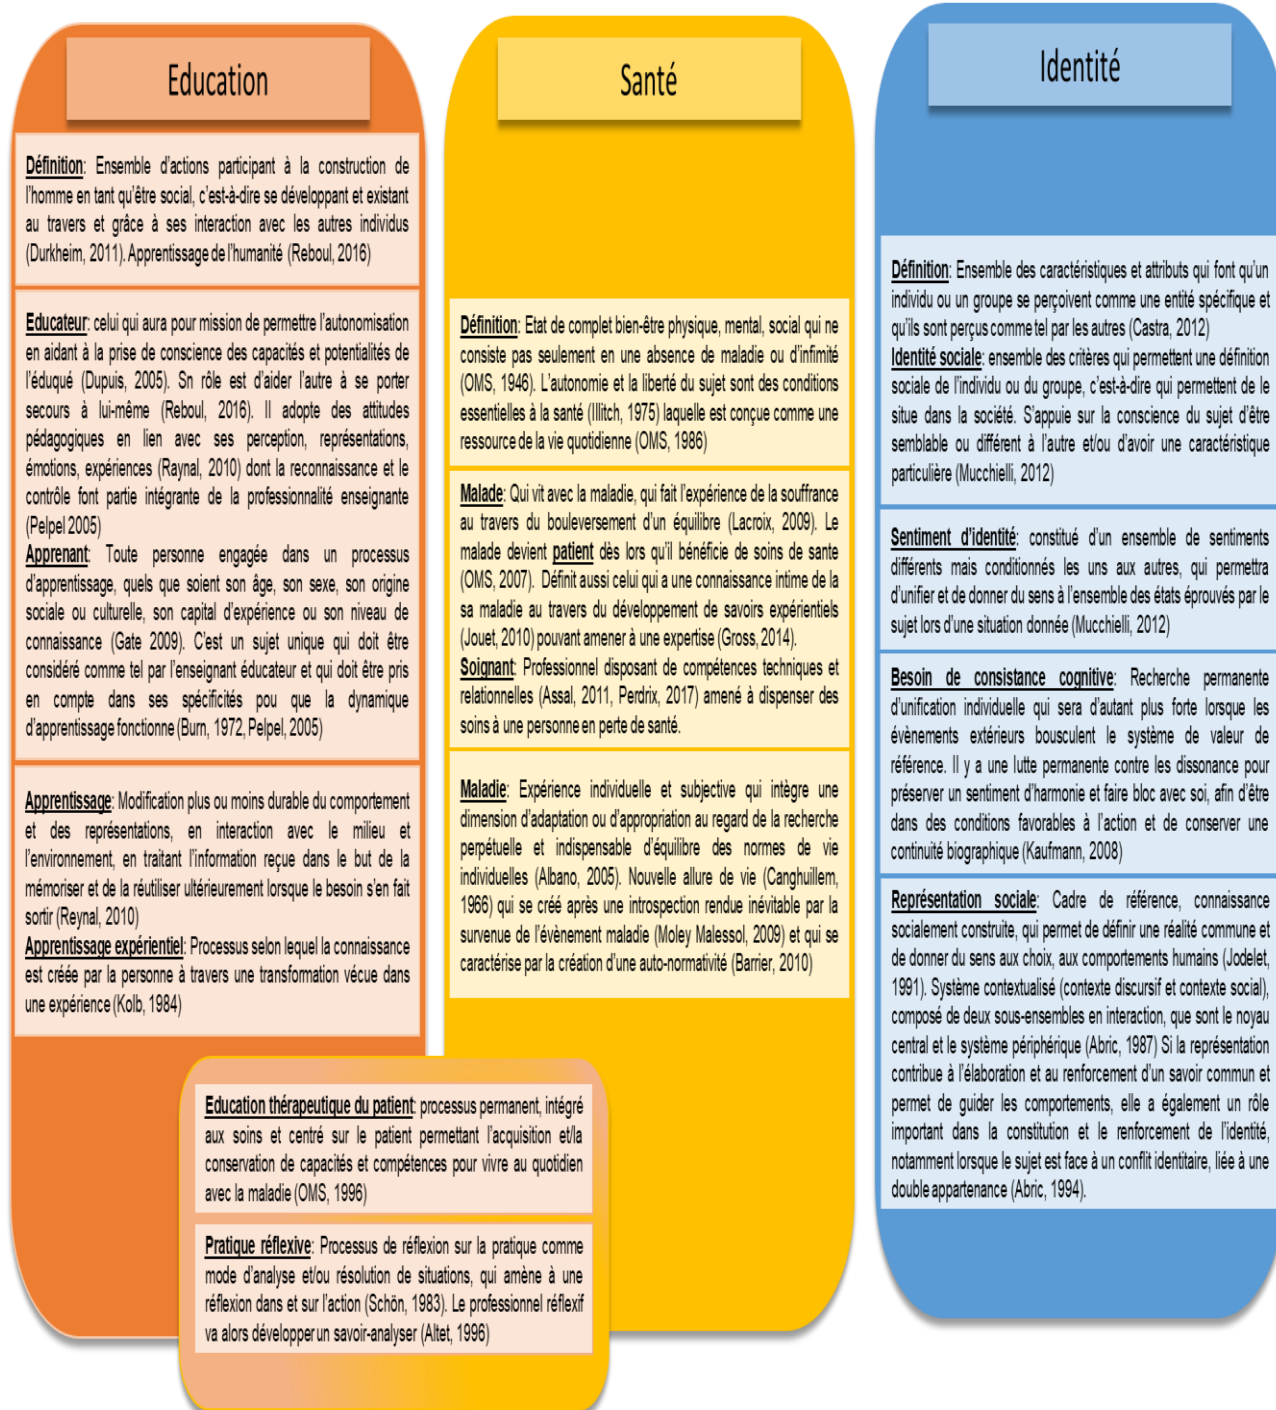 Education
Définition: Ensemble d’actions participant à la construction de
l’homme en tant qu’être social, c’est-à-dire se développant et existant
au travers et grâce à ses interaction avec les autres individus
(Durkheim, 2011). Apprentissage de l’humanité (Reboul, 2016)
Educateur: celui qui aura pour mission de permettre l’autonomisation
en aidant à la prise de conscience des capacités et potentialités de
l’éduqué (Dupuis, 2005). Sn rôle est d’aider l’autre à se porter
secours à lui-même (Reboul, 2016). Il adopte des attitudes
pédagogiques en lien avec ses perception, représentations,
émotions, expériences (Raynal, 2010) dont la reconnaissance et le
contrôle font partie intégrante de la professionnalité enseignante
(Pelpel 2005)
Apprenant: Toute personne engagée dans un processus
d’apprentissage, quels que soient son âge, son sexe, son origine
sociale ou culturelle, son capital d’expérience ou son niveau de
connaissance (Gate 2009). C’est un sujet unique qui doit être
considéré comme tel par l’enseignant éducateur et qui doit être pris
en compte dans ses spécificités pou que la dynamique
d’apprentissage fonctionne (Burn, 1972, Pelpel, 2005)
Apprentissage: Modification plus ou moins durable du comportement
et des représentations, en interaction avec le milieu et
l’environnement, en traitant l’information reçue dans le but de la
mémoriser et de la réutiliser ultérieurement lorsque le besoin s’en fait
sortir (Reynal, 2010)
Apprentissage expérientiel: Processus selon lequel la connaissance
est créée par la personne à travers une transformation vécue dans
une expérience (Kolb, 1984)
Santé
Définition: Etat de complet bien-être physique, mental, social qui ne
consiste pas seulement en une absence de maladie ou d’infimité
(OMS, 1946). L’autonomie et la liberté du sujet sont des conditions
essentielles à la santé (Illitch, 1975) laquelle est conçue comme une
ressource de la vie quotidienne (OMS, 1986)
Malade: Qui vit avec la maladie, qui fait l’expérience de la souffrance
au travers du bouleversement d’un équilibre (Lacroix, 2009). Le
malade devient patient dès lors qu’il bénéficie de soins de sante
(OMS, 2007). Définit aussi celui qui a une connaissance intime de la
sa maladie au travers du développement de savoirs expérientiels
(Jouet, 2010) pouvant amener à une expertise (Gross, 2014).
Soignant: Professionnel disposant de compétences techniques et
relationnelles (Assal, 2011, Perdrix, 2017) amené à dispenser des
soins à une personne en perte de santé.
Maladie: Expérience individuelle et subjective qui intègre une
dimension d’adaptation ou d’appropriation au regard de la recherche
perpétuelle et indispensable d’équilibre des normes de vie
individuelles (Albano, 2005). Nouvelle allure de vie (Canghuillem,
1966) qui se créé après une introspection rendue inévitable par la
survenue de l’évènement maladie (Moley Malessol, 2009) et qui se
caractérise par la création d’une auto-normativité (Barrier, 2010)
Education thérapeutique du patient: processus permanent, intégré
aux soins et centré sur le patient permettant l’acquisition et/la
conservation de capacités et compétences pour vivre au quotidien
avec la maladie (OMS, 1996)
Pratique réflexive: Processus de réflexion sur la pratique comme
mode d’analyse et/ou résolution de situations, qui amène à une
réflexion dans et sur l’action (Schön, 1983). Le professionnel réflexif
va alors développer un savoir-analyser (Altet, 1996)
Identité
Définition: Ensemble des caractéristiques et attributs qui font qu’un
individu ou un groupe se perçoivent comme une entité spécifique et
qu’ils sont perçus comme tel par les autres (Castra, 2012)
Identité sociale: ensemble des critères qui permettent une définition
sociale de l’individu ou du groupe, c’est-à-dire qui permettent de le
situe dans la société. S’appuie sur la conscience du sujet d’être
semblable ou différent à l’autre et/ou d’avoir une caractéristique
particulière (Mucchielli, 2012)
Sentiment d’identité: constitué d’un ensemble de sentiments
différents mais conditionnés les uns aux autres, qui permettra
d’unifier et de donner du sens à l’ensemble des états éprouvés par le
sujet lors d’une situation donnée (Mucchielli, 2012)
Besoin de consistance cognitive: Recherche permanente
d’unification individuelle qui sera d’autant plus forte lorsque les
évènements extérieurs bousculent le système de valeur de
référence. Il y a une lutte permanente contre les dissonance pour
préserver un sentiment d’harmonie et faire bloc avec soi, afin d’être
dans des conditions favorables à l’action et de conserver une
continuité biographique (Kaufmann, 2008)
Représentation sociale: Cadre de référence, connaissance
socialement construite, qui permet de définir une réalité commune et
de donner du sens aux choix, aux comportements humains (Jodelet,
1991). Système contextualisé (contexte discursif et contexte social),
composé de deux sous-ensembles en interaction, que sont le noyau
central et le système périphérique (Abric, 1987) Si la représentation
contribue à l’élaboration et au renforcement d’un savoir commun et
permet de guider les comportements, elle a également un rôle
important dans la constitution et le renforcement de l’identité,
notamment lorsque le sujet est face à un conflit identitaire, liée à une
double appartenance (Abric, 1994).